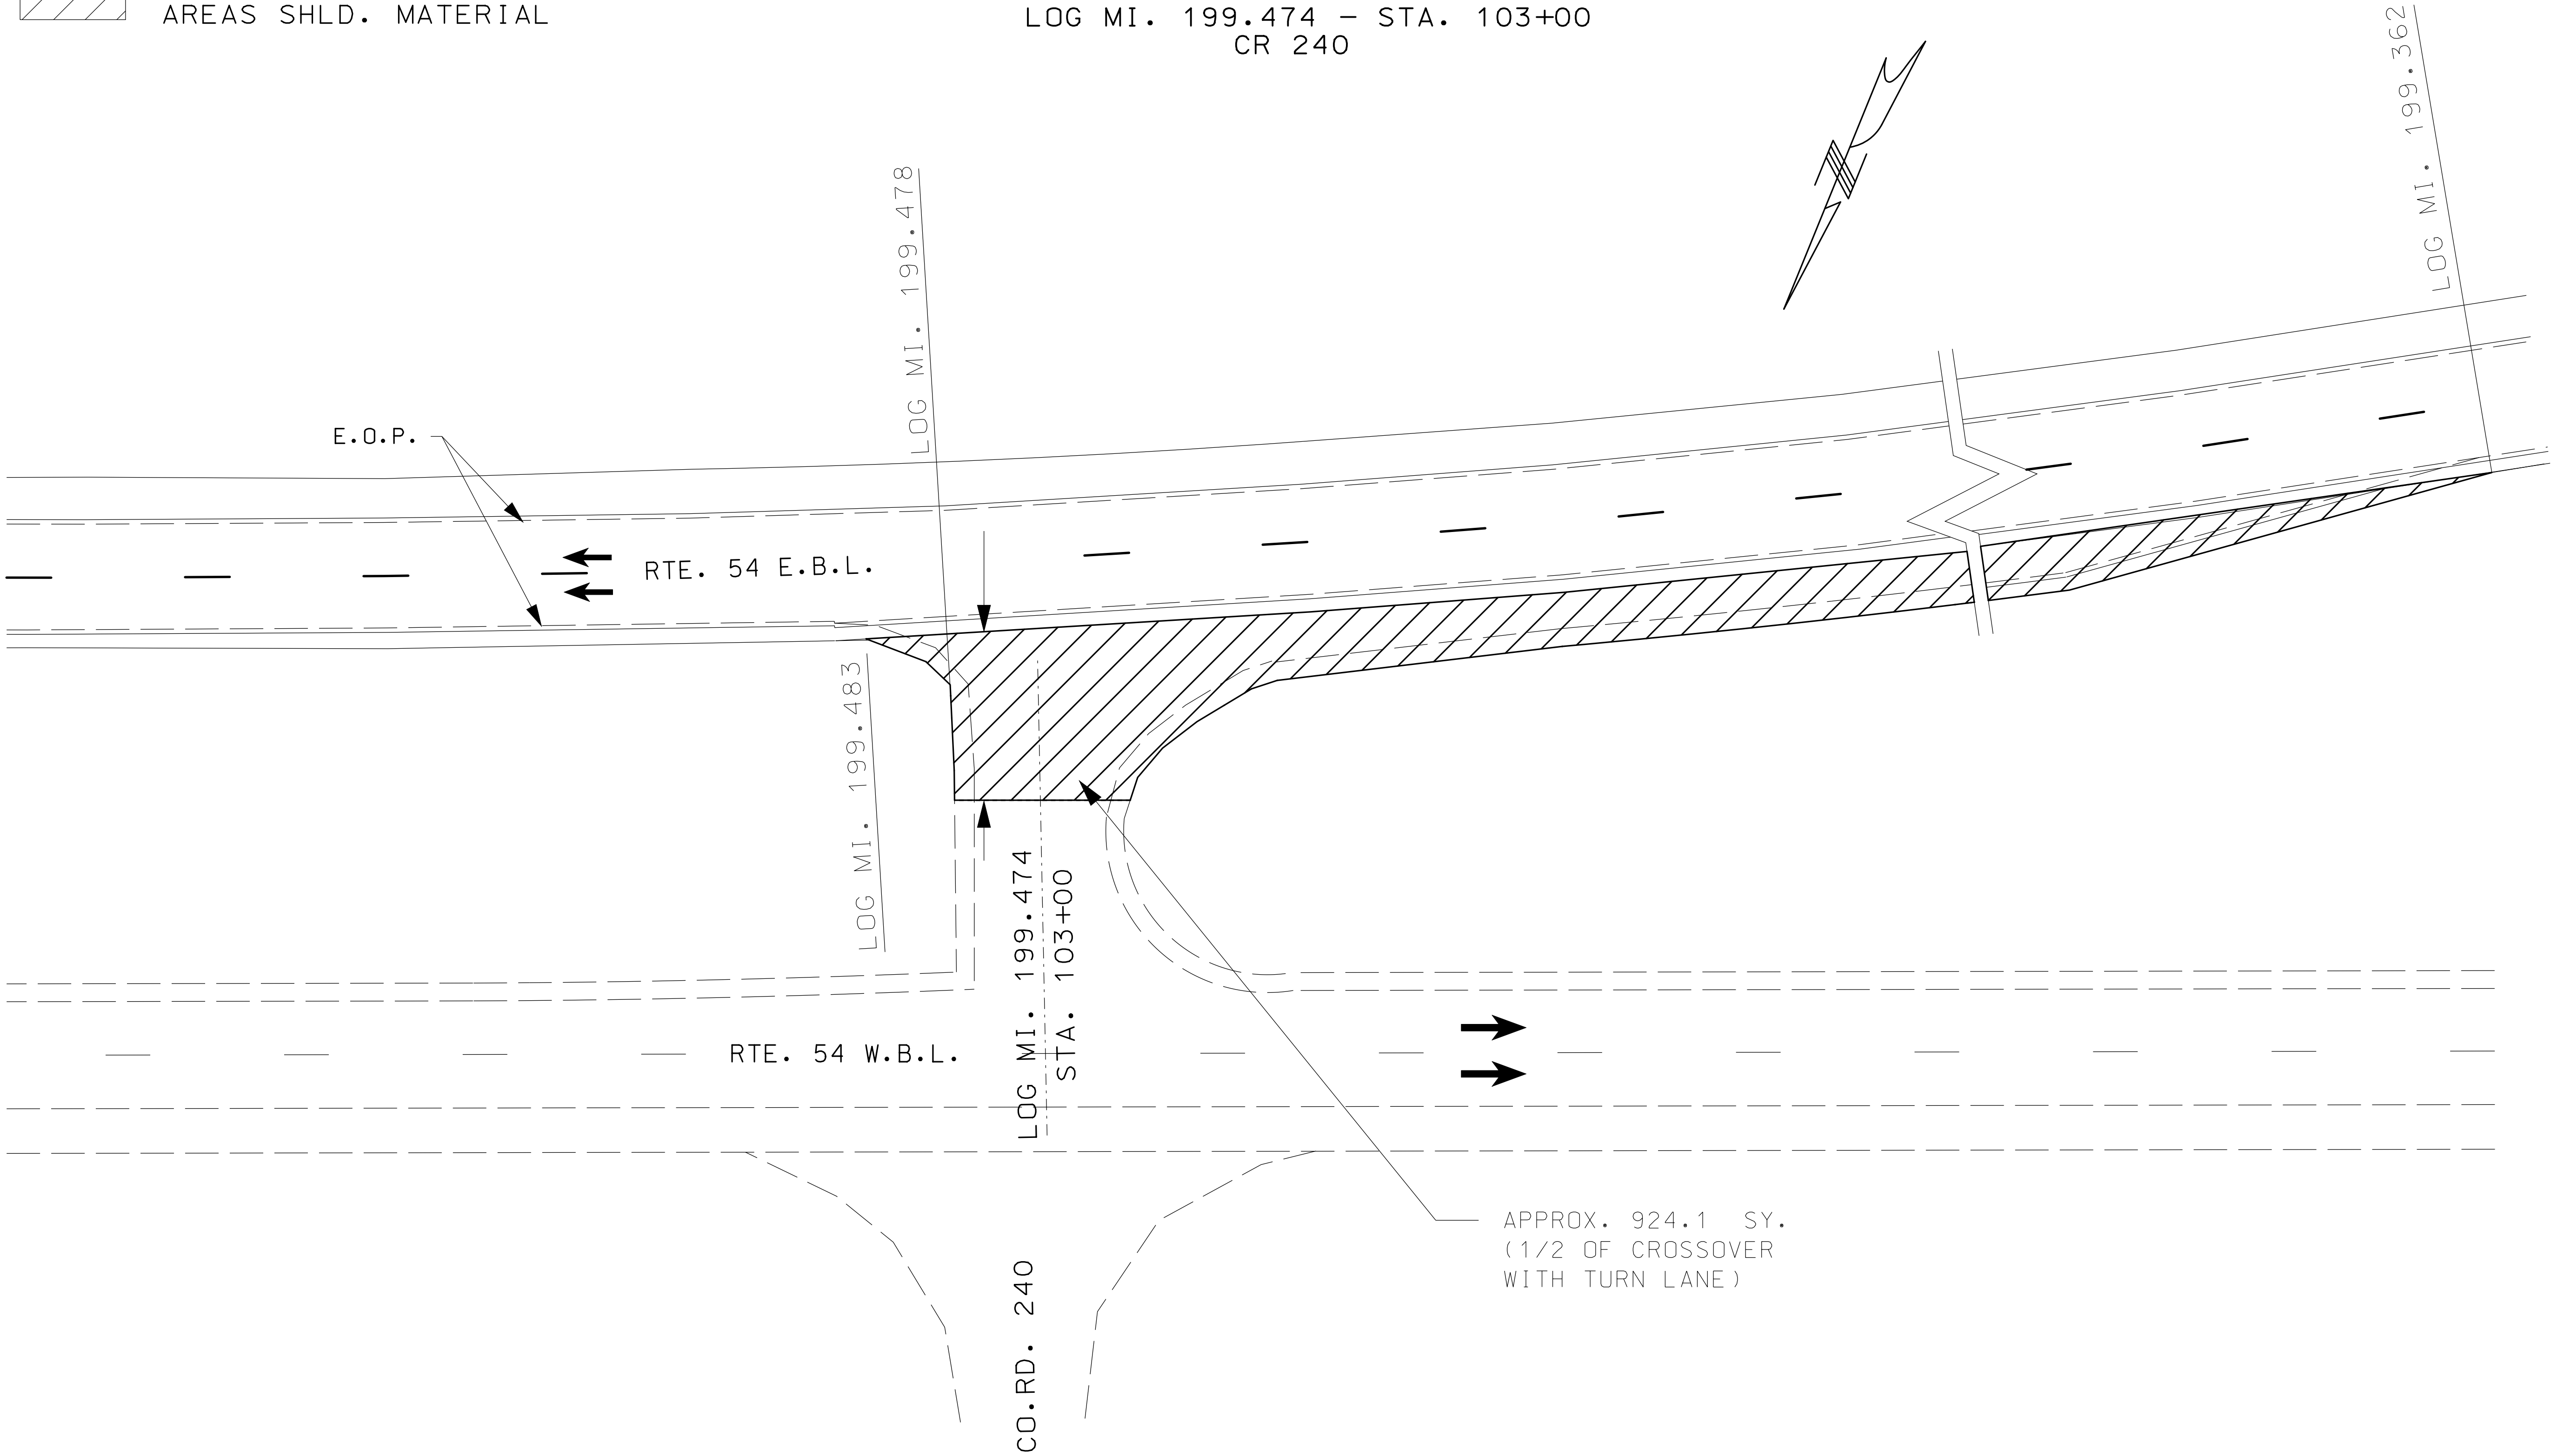 AREAS SHLD. MATERIAL
LOG MI. 199.474 - STA. 103+00
CR 240
LOG MI. 199.362
LOG MI. 199.478
E.O.P.
RTE. 54 E.B.L.
LOG MI. 199.483
LOG MI. 199.474
STA. 103+00
RTE. 54 W.B.L.
APPROX. 924.1 SY.
(1/2 OF CROSSOVER
WITH TURN LANE)
CO.RD. 240